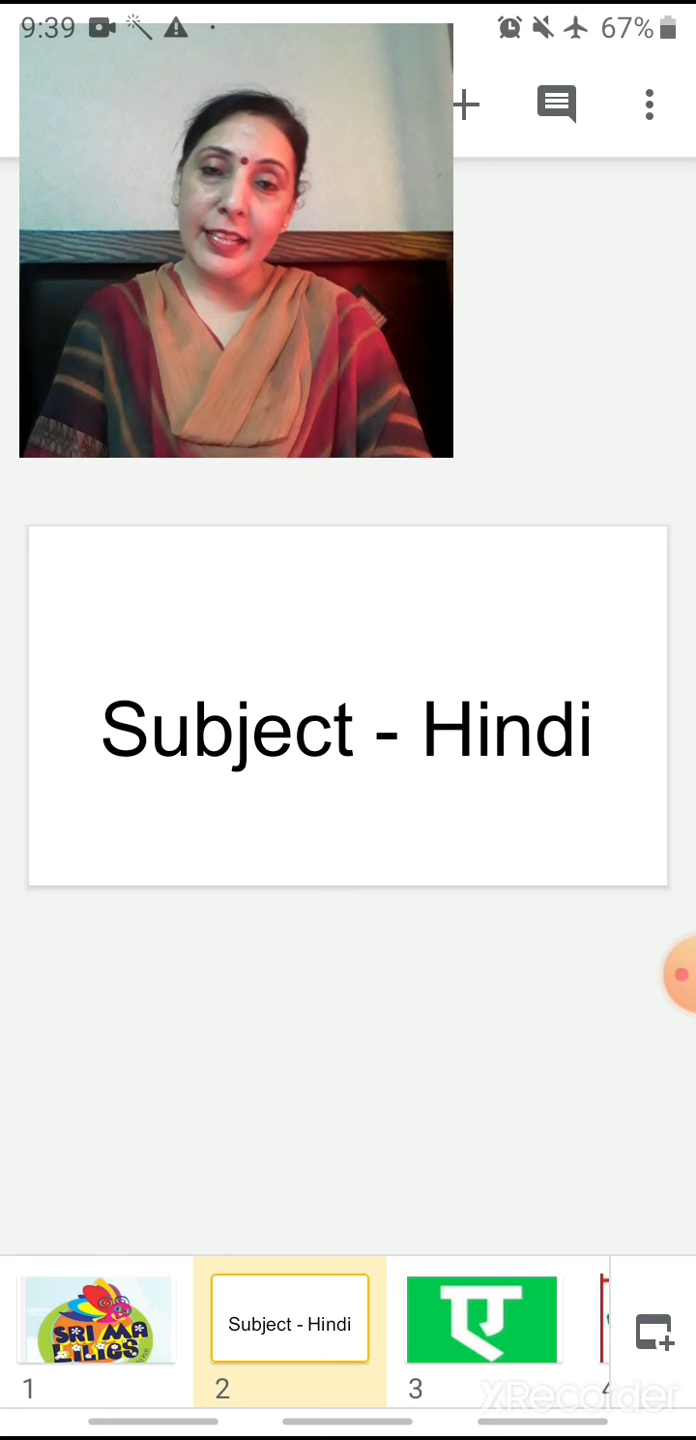 9:39
67%
Subject - Hindi
SRI MA
LILIES
Subject - Hindi
ए
1
2
3
XRecorder